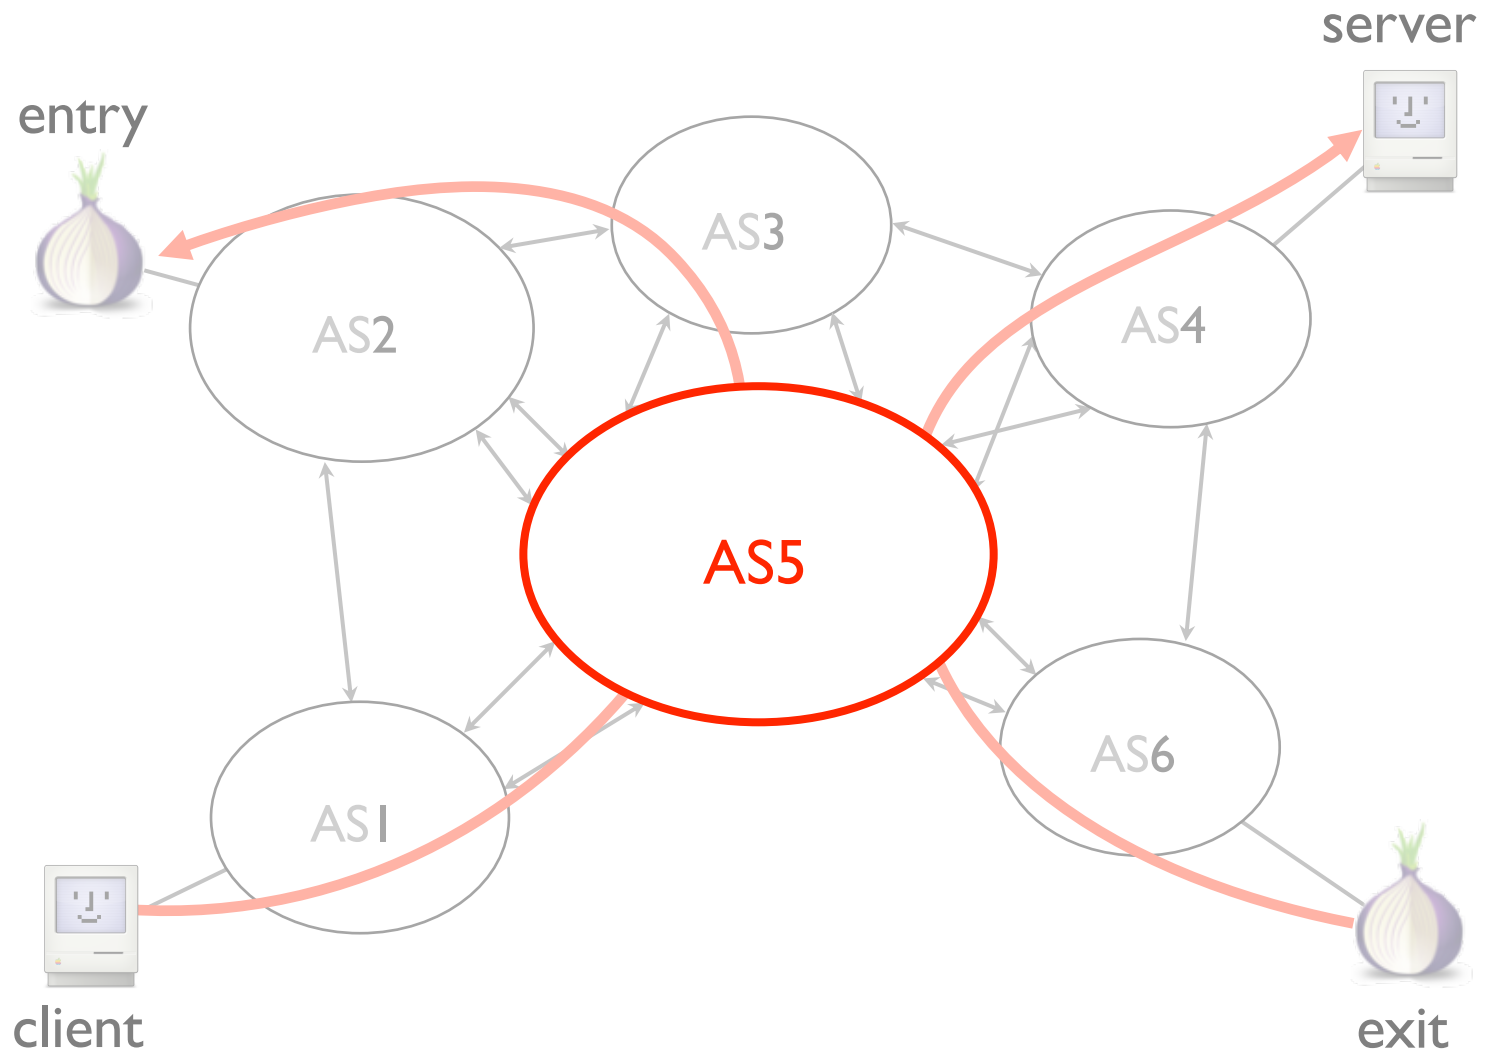 server
entry
AS3
AS4
AS2
AS5
AS6
AS1
client
exit